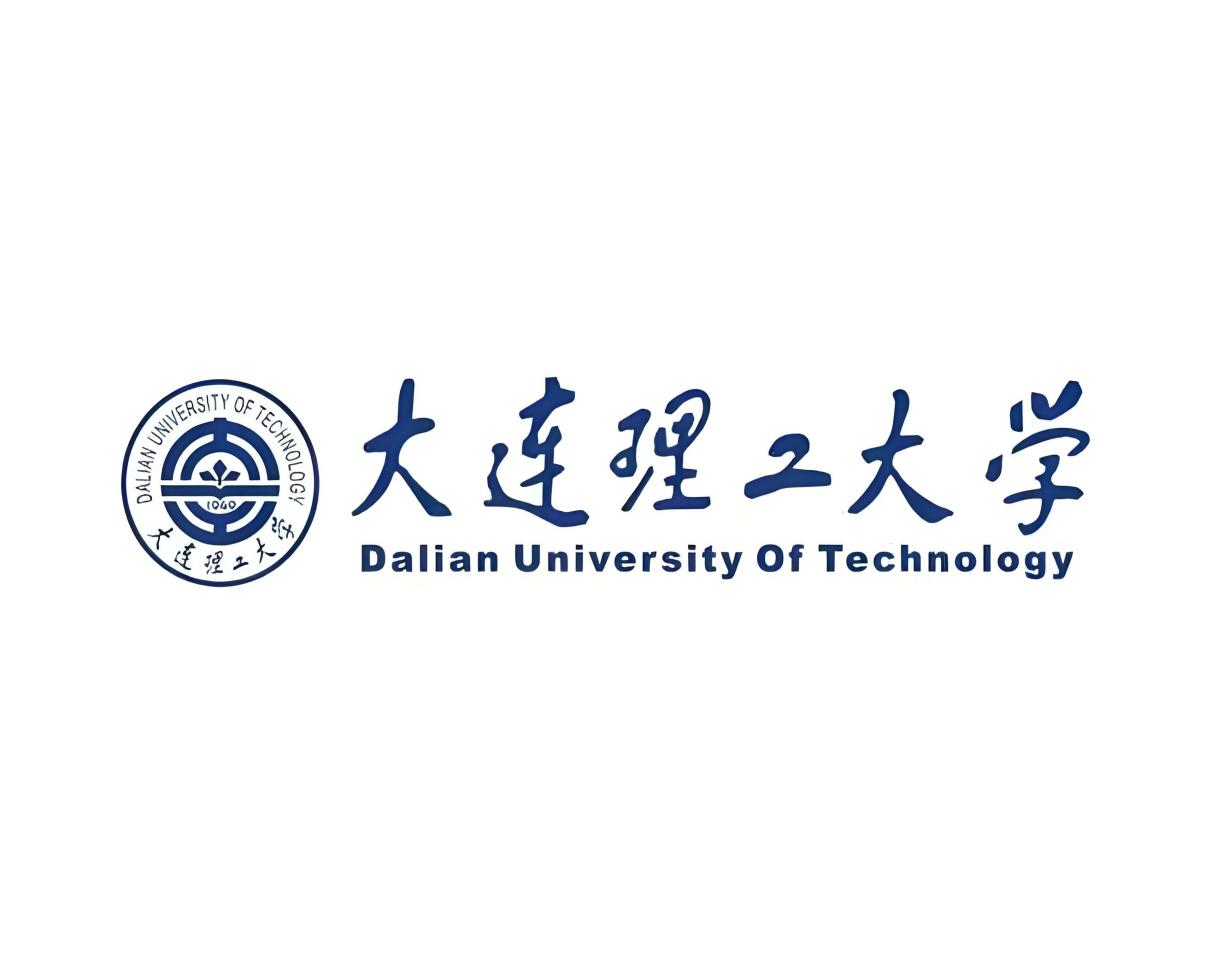 DALIAN UNIVERSITY OF TECHNOLOGY
1949
大连理工大学
大连理工大学
Dalian University Of Technology